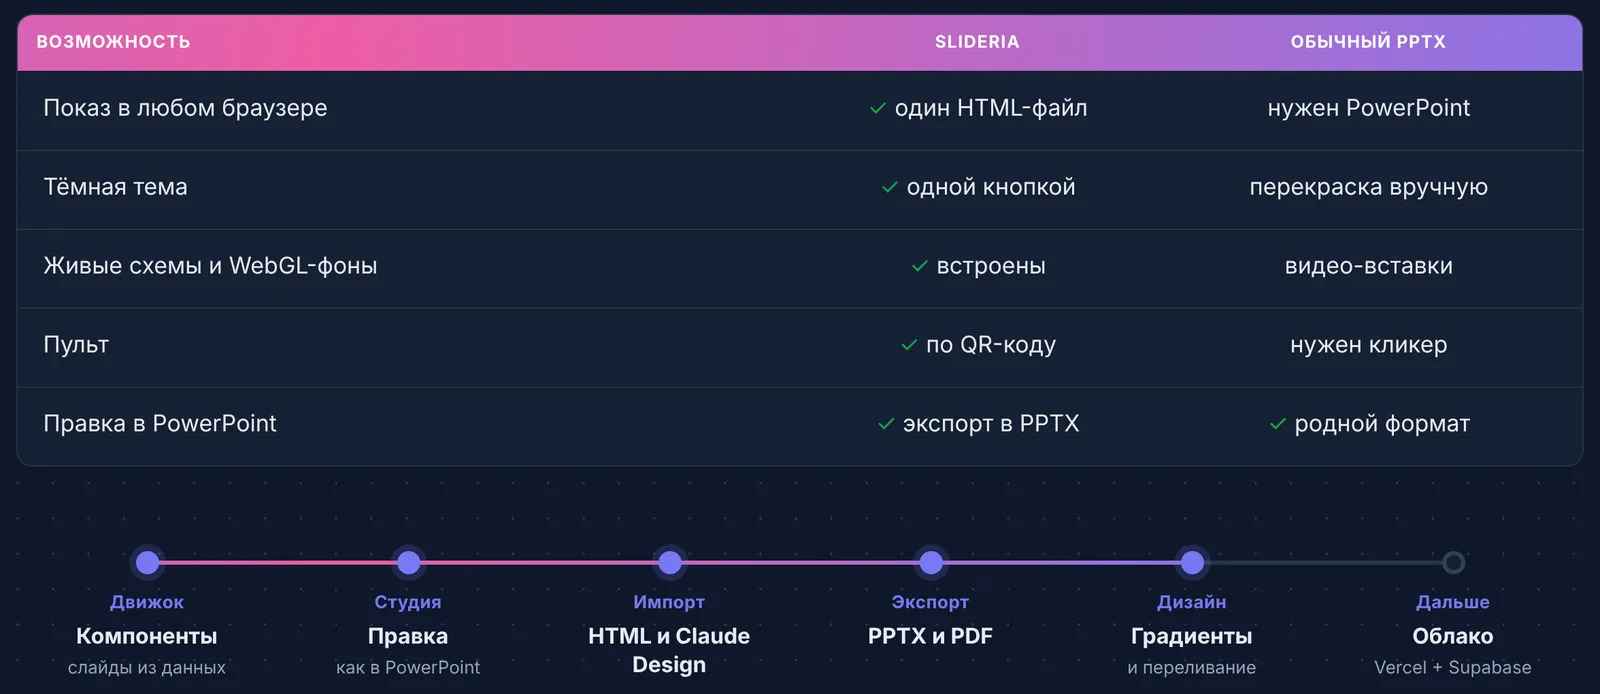 ВОЗМОЖНОСТЬ SLIDERIA ОБЫЧНЫЙ PPTX
Показ в любом браузере ✓ один HTML-файл нужен PowerPoint
Тёмная тема ✓ одной кнопкой перекраска вручную
Живые схемы и WebGL-фоны ✓ встроены видео-вставки
Пульт ✓ по QR-коду нужен кликер
Правка в PowerPoint ✓ экспорт в PPTX ✓ родной формат
Движок
Компоненты
слайды из данных
Студия
Правка
как в PowerPoint
Импорт
HTML и Claude
Design
Экспорт
PPTX и PDF
Дизайн
Градиенты
и переливание
Дальше
Облако
Vercel + Supabase